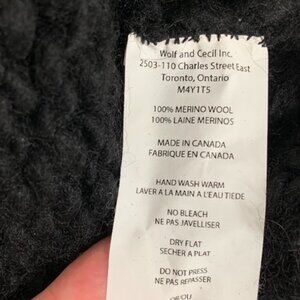 Wolf and Cecil Inc.
2503-110 Charles Street East
Toronto, Ontario
M4Y1T5
100% MERINO WOOL
100% LAINE MERINOS
MADE IN CANADA
FABRIQUE EN CANADA
HAND WASH WARM
LAVER A LA MAIN A L'EAU TIEDE
NO BLEACH
NE PAS JAVELLISER
DRY FLAT
SECHER A PLAT
DO NOT PRESS
NE PAS REPASSER
OR/OU